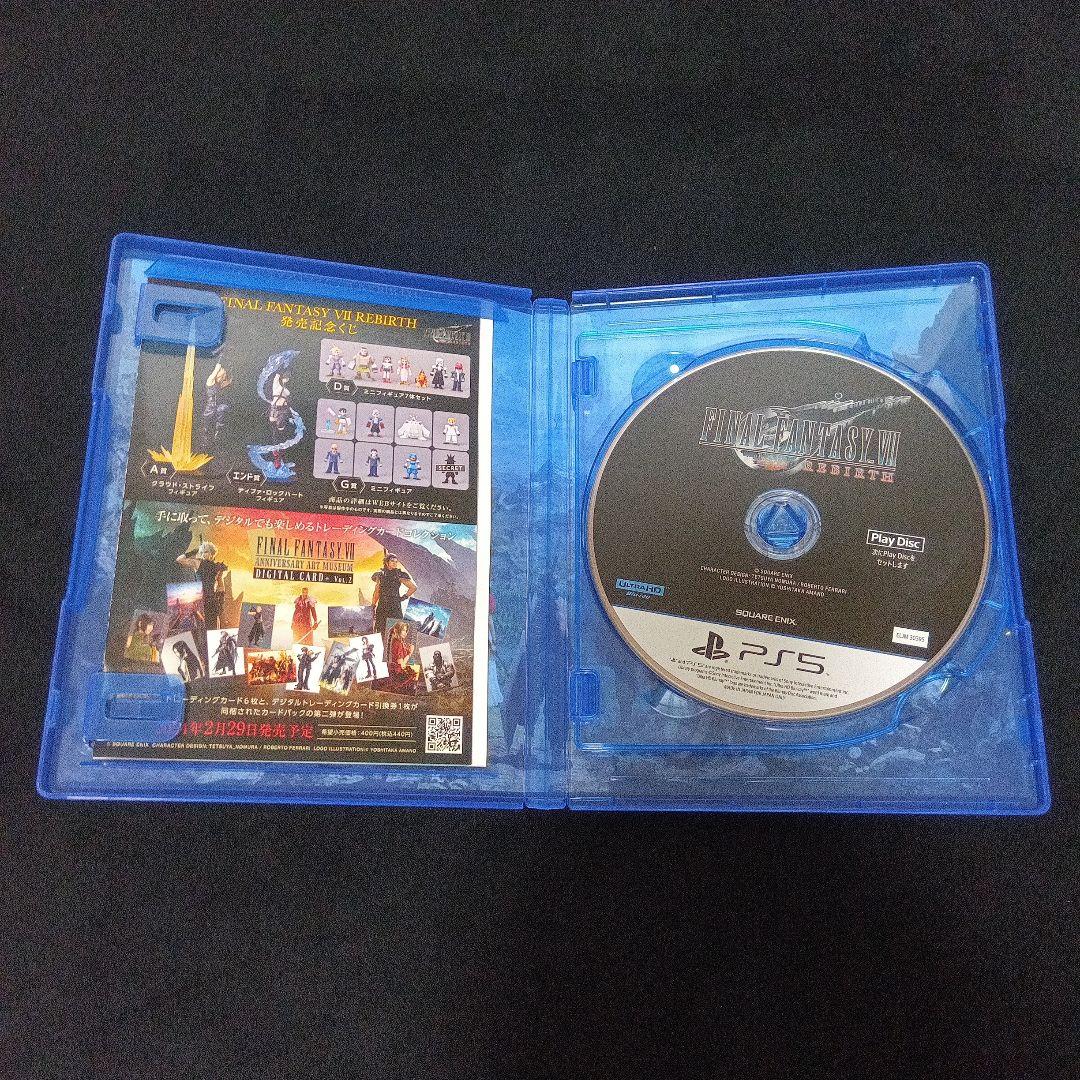 FINAL FANTASY VII REBIRTH
発売記念くじ
D賞 ミニフィギュア7体セット
A賞
クラウド・ストライフ
フィギュア
エンド賞
ティファ・ロックハート
フィギュア
SECRET
G賞 ミニフィギュア
商品の詳細はWEBサイトをご覧ください。
手に取って、デジタルでも楽しめるトレーディングカードコレクション
FINAL FANTASY VII
ANNIVERSARY ART MUSEUM
DIGITAL CARD+ VOL.2
トレーディングカード6枚と、デジタルトレーディングカード引換券1枚が
同梱されたカードパックの第二弾が登場!
年2月29日発売予定
希望小売価格:400円(税込440円)
© SQUARE ENIX CHARACTER DESIGN: TETSUYA NOMURA / ROBERTO FERRARI LOGO ILLUSTRATION:© YOSHITAKA AMANO
FINAL FANTASY VII
REBIRTH
Play Disc
次にPlay Discを
セットします
© SQUARE ENIX
CHARACTER DESIGN: TETSUYA NOMURA / ROBERTO FERRARI
LOGO ILLUSTRATION:© YOSHITAKA AMANO
ULTRA HD
Blu-ray
SQUARE ENIX.
ELJM 30365
PS5